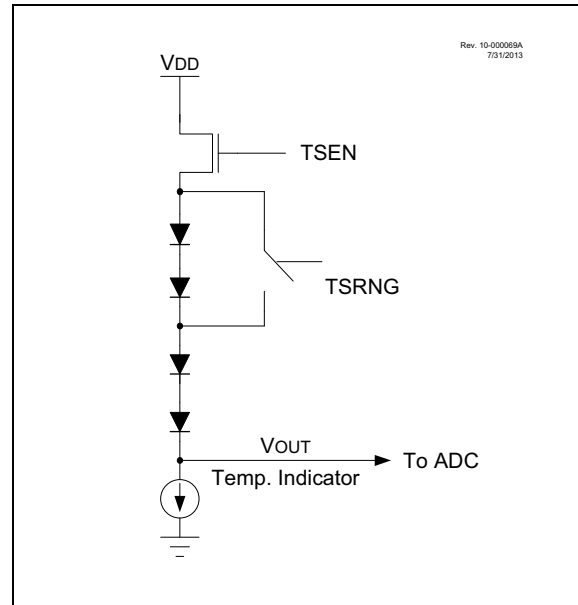 Rev. 10-000069A
7/31/2013
VDD
TSEN
TSRNG
VOUT
To ADC
Temp. Indicator